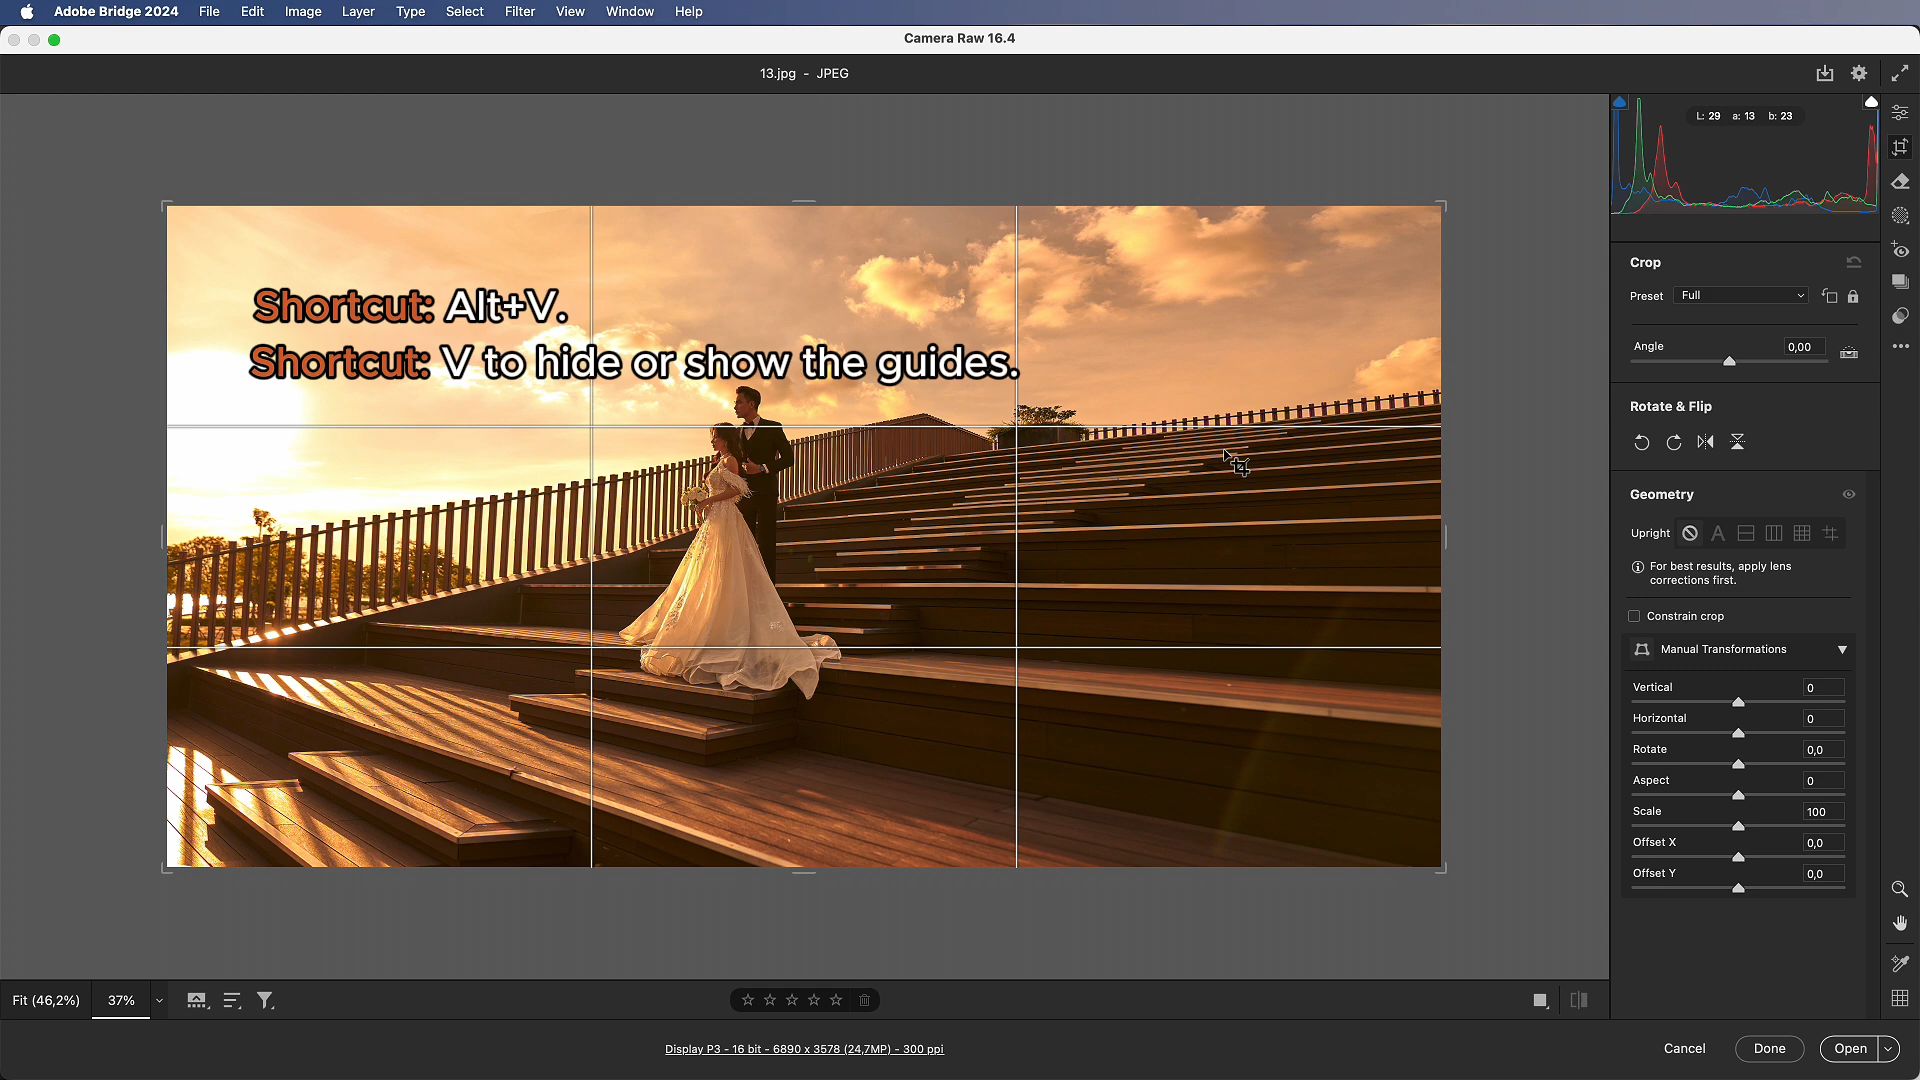 Adobe Bridge 2024 File Edit Image Layer Type Select Filter View Window Help
Camera Raw 16.4
13.jpg - JPEG
L: 29 a: 13 b: 23
Shortcut: Alt+V.
Shortcut: V to hide or show the guides.
Crop
Preset Full
Angle 0,00
Rotate & Flip
Geometry
Upright A
For best results, apply lens
corrections first.
Constrain crop
Manual Transformations
Vertical 0
Horizontal 0
Rotate 0,0
Aspect 0
Scale 100
Offset X 0,0
Offset Y 0,0
Fit (46,2%) 37%
Display P3 - 16 bit - 6890 x 3578 (24,7MP) - 300 ppi
Cancel Done Open